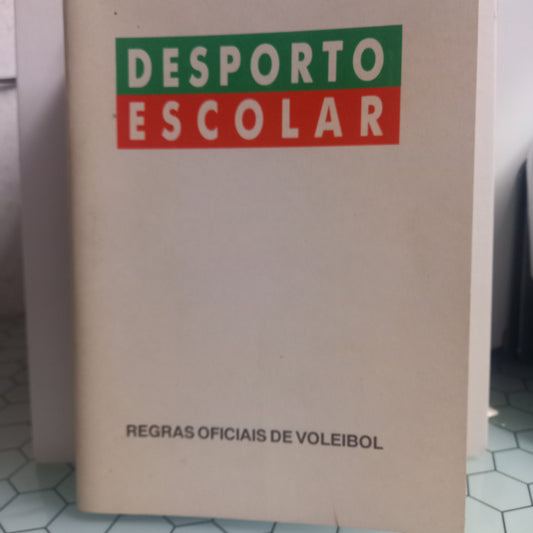 DESPORTO
ESCOLAR
REGRAS OFICIAIS DE VOLEIBOL